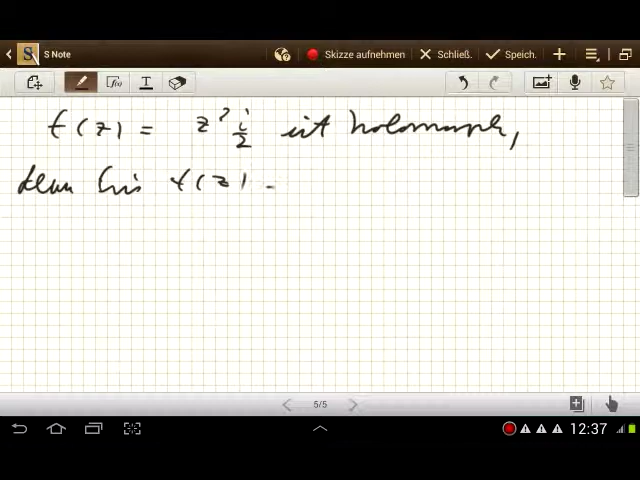 S Note
Skizze aufnehmen
Schließ.
Speich.
f(z) = z² i/2 ist holomorph,
denn für f(z) =
5/5
12:37